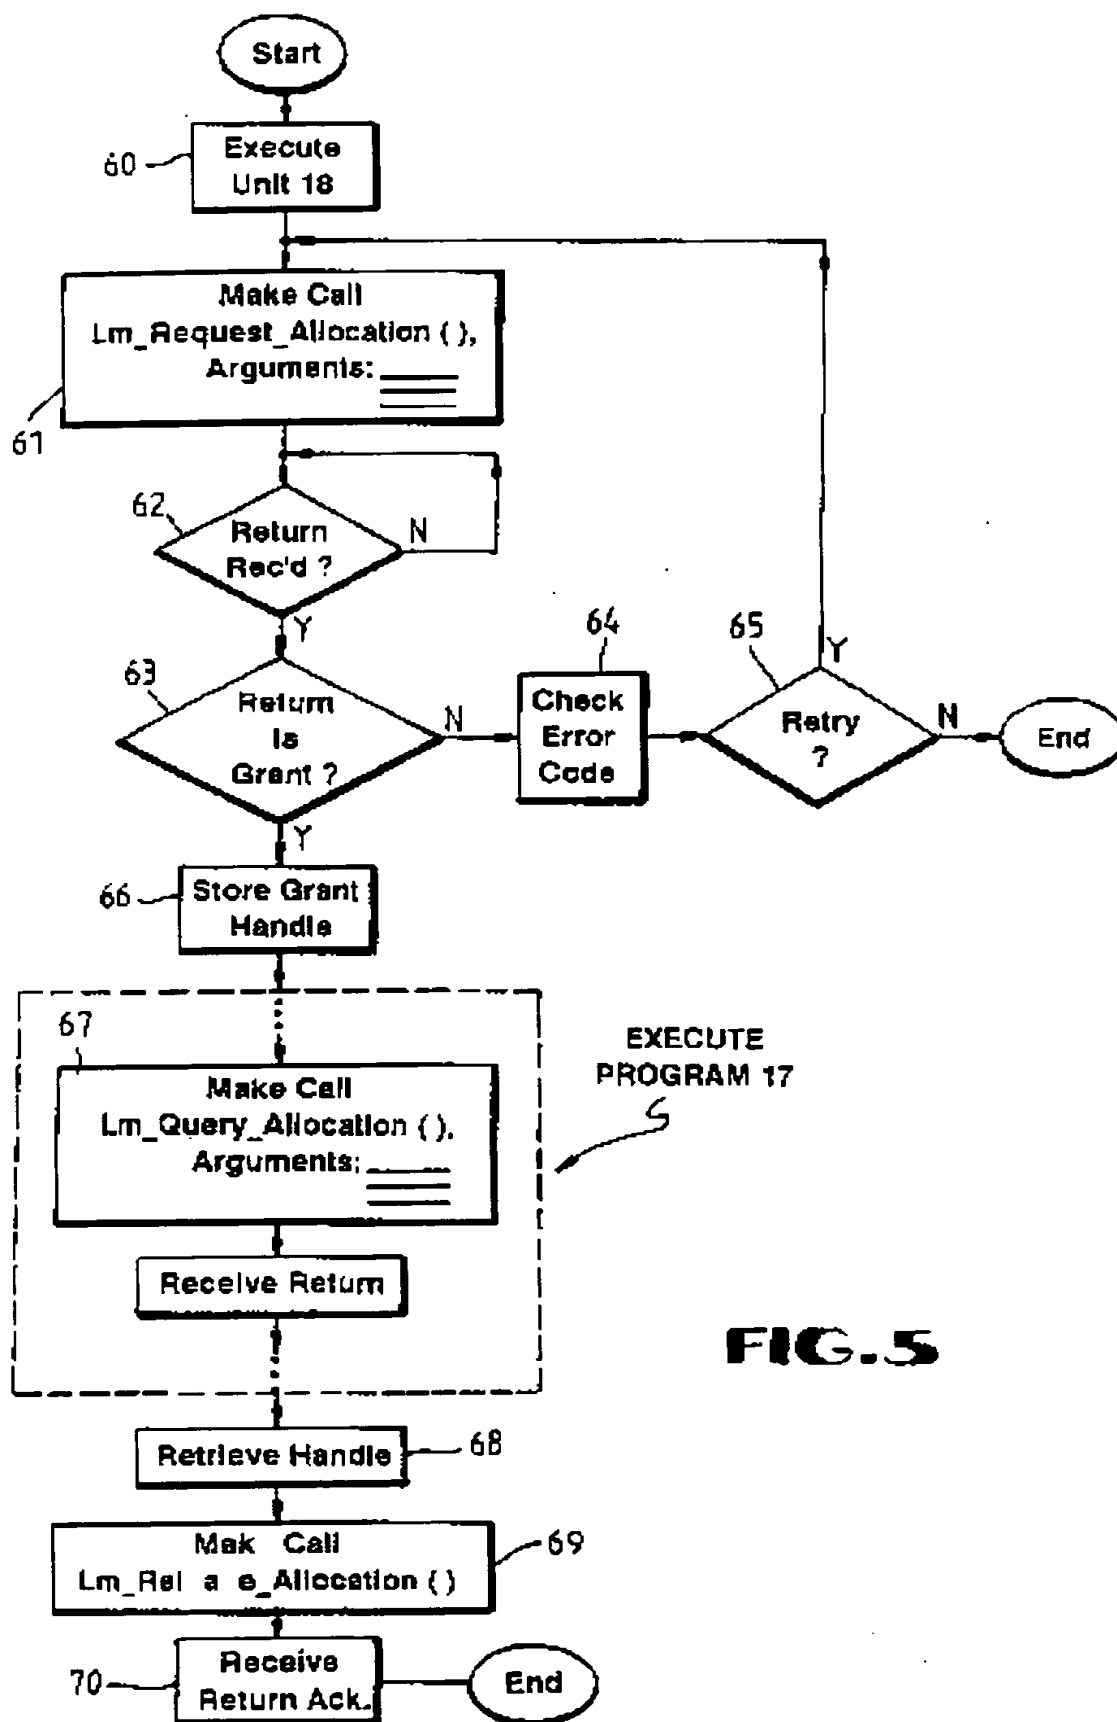 Start
60
Execute
Unit 18
Make Call
Lm_Request_Allocation ( ),
Arguments:
61
62
Return
Rec'd ?
N
Y
63
Return
is
Grant ?
N
Y
64
Check
Error
Code
65
Retry
?
Y
N
End
66
Store Grant
Handle
67
Make Call
Lm_Query_Allocation ( ),
Arguments:
Receive Return
EXECUTE
PROGRAM 17
FIG.5
Retrieve Handle
68
Mak Call
Lm_Rel a e_Allocation ( )
69
70
Receive
Return Ack.
End